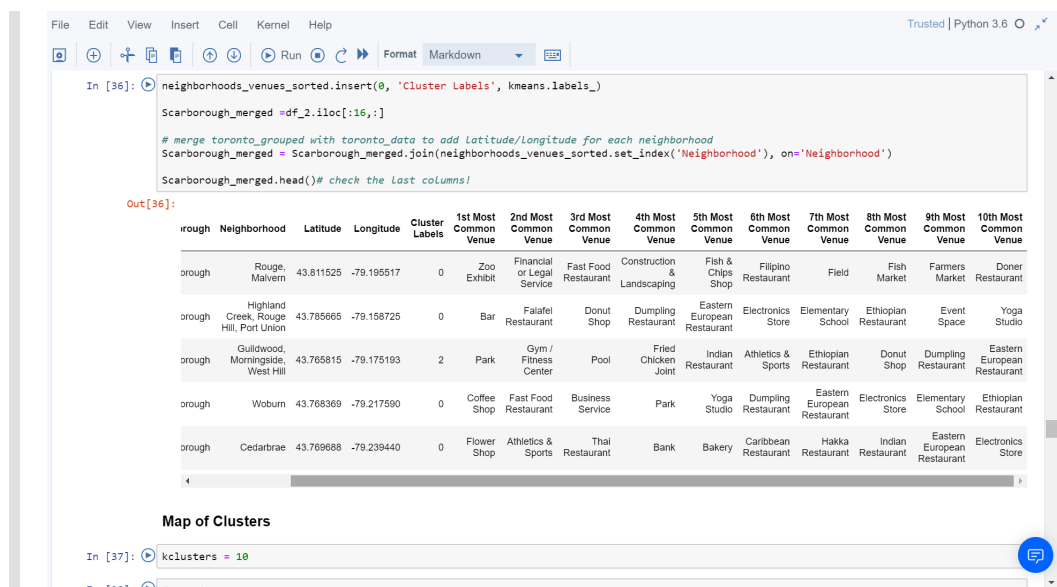 File Edit View Insert Cell Kernel Help Trusted | Python 3.6
Run Format Markdown
In [36]: neighborhoods_venues_sorted.insert(0, 'Cluster Labels', kmeans.labels_)
Scarborough_merged =df_2.iloc[:16,:]
# merge toronto_grouped with toronto_data to add latitude/longitude for each neighborhood
Scarborough_merged = Scarborough_merged.join(neighborhoods_venues_sorted.set_index('Neighborhood'), on='Neighborhood')
Scarborough_merged.head()# check the last columns!
Out[36]:
rough Neighborhood Latitude Longitude Cluster Labels 1st Most Common Venue 2nd Most Common Venue 3rd Most Common Venue 4th Most Common Venue 5th Most Common Venue 6th Most Common Venue 7th Most Common Venue 8th Most Common Venue 9th Most Common Venue 10th Most Common Venue
orough Rouge, Malvern 43.811525 -79.195517 0 Zoo Exhibit Financial or Legal Service Fast Food Restaurant Construction & Landscaping Fish & Chips Shop Filipino Restaurant Field Fish Market Farmers Market Doner Restaurant
orough Highland Creek, Rouge Hill, Port Union 43.785665 -79.158725 0 Bar Falafel Restaurant Donut Shop Dumpling Restaurant Eastern European Restaurant Electronics Store Elementary School Ethiopian Restaurant Event Space Yoga Studio
orough Guildwood, Morningside, West Hill 43.765815 -79.175193 2 Park Gym / Fitness Center Pool Fried Chicken Joint Indian Restaurant Athletics & Sports Ethiopian Restaurant Donut Shop Dumpling Restaurant Eastern European Restaurant
orough Woburn 43.768369 -79.217590 0 Coffee Shop Fast Food Restaurant Business Service Park Yoga Studio Dumpling Restaurant Eastern European Restaurant Electronics Store Elementary School Ethiopian Restaurant
orough Cedarbrae 43.769688 -79.239440 0 Flower Shop Athletics & Sports Thai Restaurant Bank Bakery Caribbean Restaurant Hakka Restaurant Indian Restaurant Eastern European Restaurant Electronics Store
Map of Clusters
In [37]: kclusters = 10